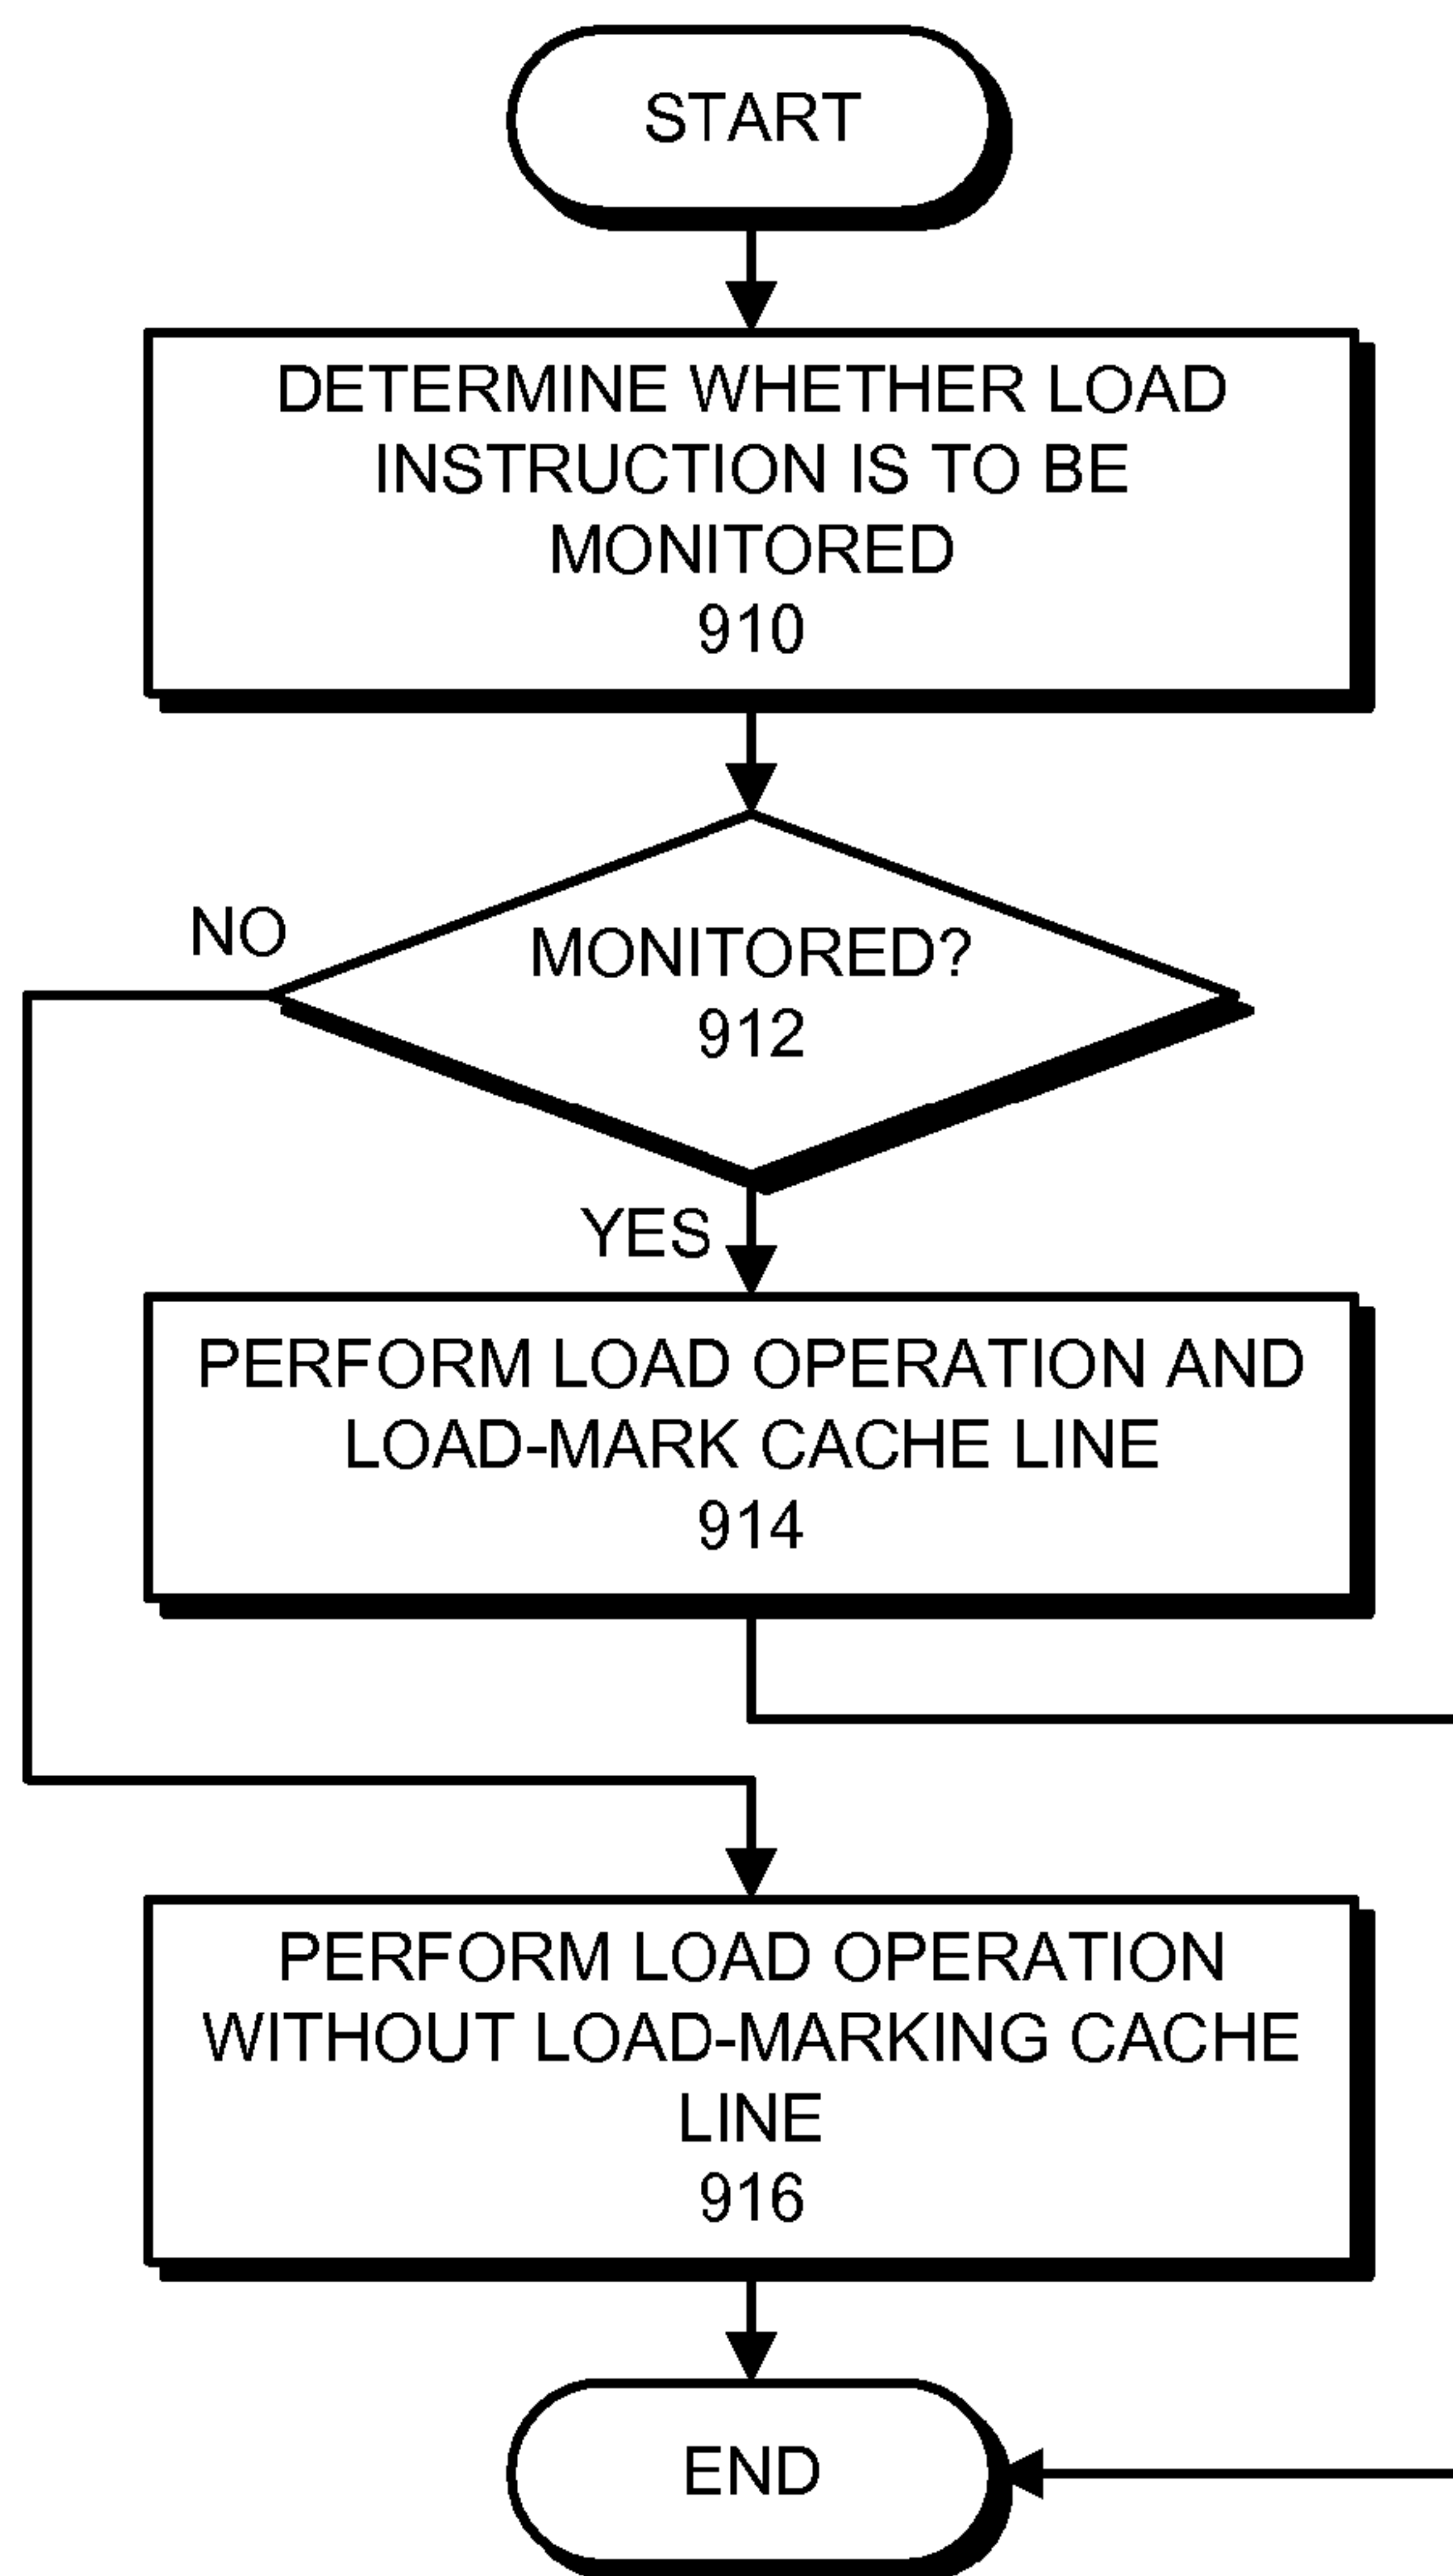 START
DETERMINE WHETHER LOAD
INSTRUCTION IS TO BE
MONITORED
910
NO
MONITORED?
912
YES
PERFORM LOAD OPERATION AND
LOAD-MARK CACHE LINE
914
PERFORM LOAD OPERATION
WITHOUT LOAD-MARKING CACHE
LINE
916
END